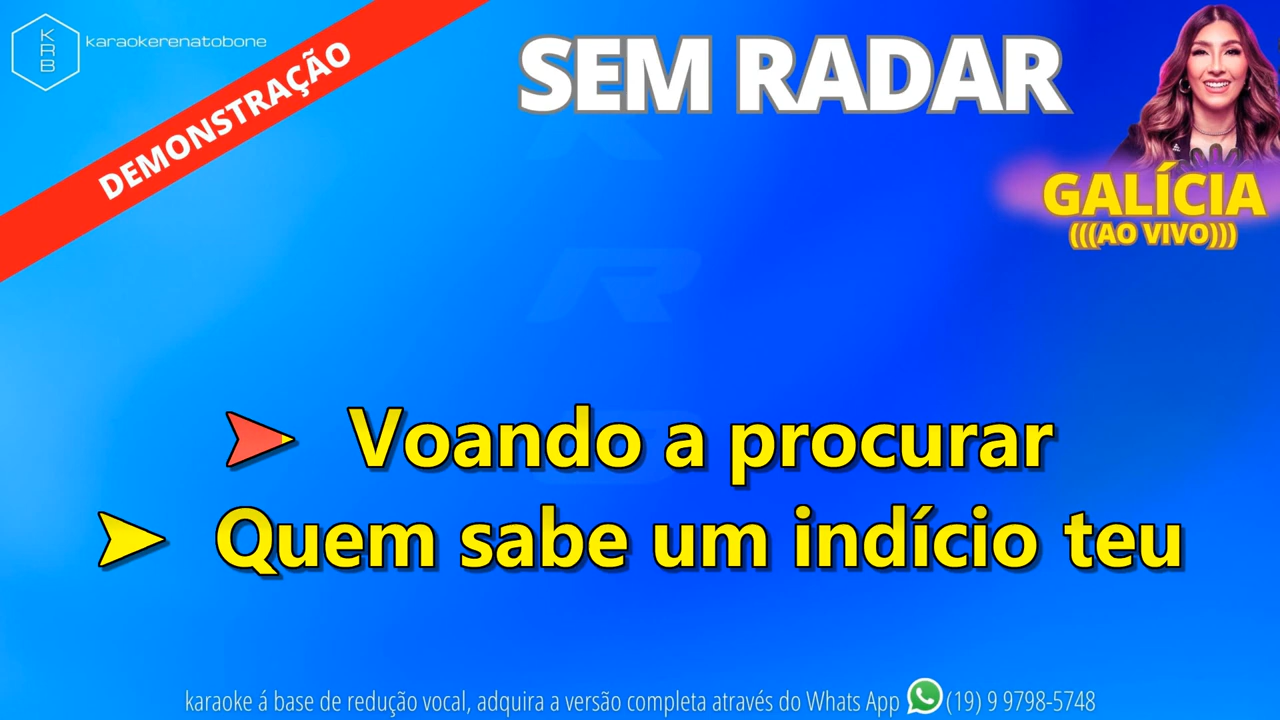 KRB
karaokerenatobone
DEMONSTRAÇÃO
SEM RADAR
GALÍCIA
(((AO VIVO)))
Voando a procurar
Quem sabe um indício teu
karaoke á base de redução vocal, adquira a versão completa através do Whats App (19) 9 9798-5748